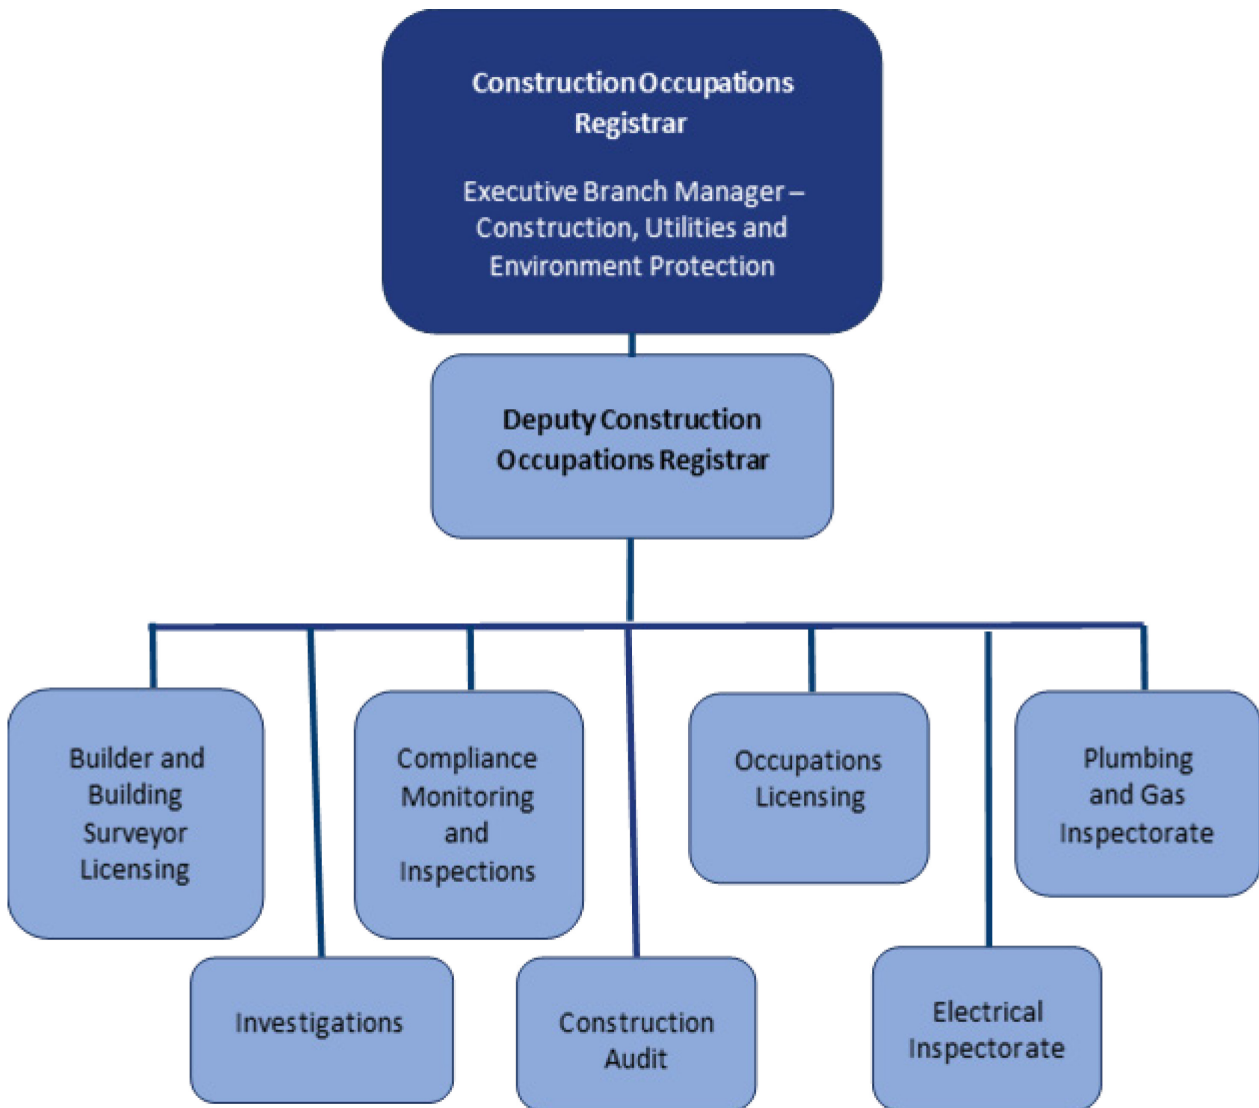 Construction Occupations
Registrar
Executive Branch Manager –
Construction, Utilities and
Environment Protection
Deputy Construction
Occupations Registrar
Builder and
Building
Surveyor
Licensing
Compliance
Monitoring
and
Inspections
Occupations
Licensing
Plumbing
and Gas
Inspectorate
Investigations
Construction
Audit
Electrical
Inspectorate